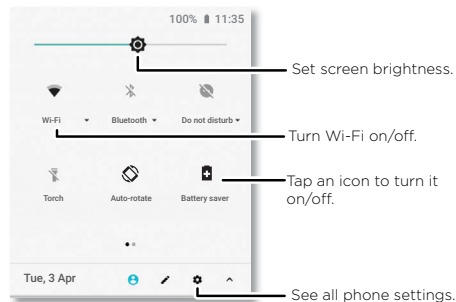 100% 11:35
Set screen brightness.
Wi-Fi Bluetooth Do not disturb
Turn Wi-Fi on/off.
Tap an icon to turn it
on/off.
Torch Auto-rotate Battery saver
Tue, 3 Apr
See all phone settings.